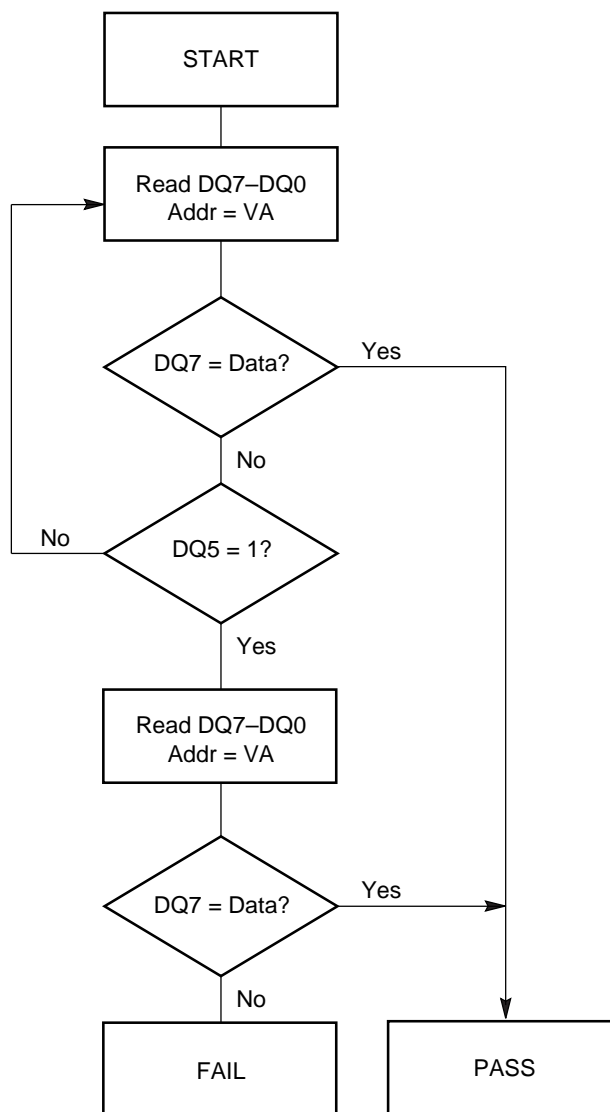 START
Read DQ7–DQ0
Addr = VA
DQ7 = Data?
Yes
No
No
DQ5 = 1?
Yes
Read DQ7–DQ0
Addr = VA
DQ7 = Data?
Yes
No
FAIL
PASS